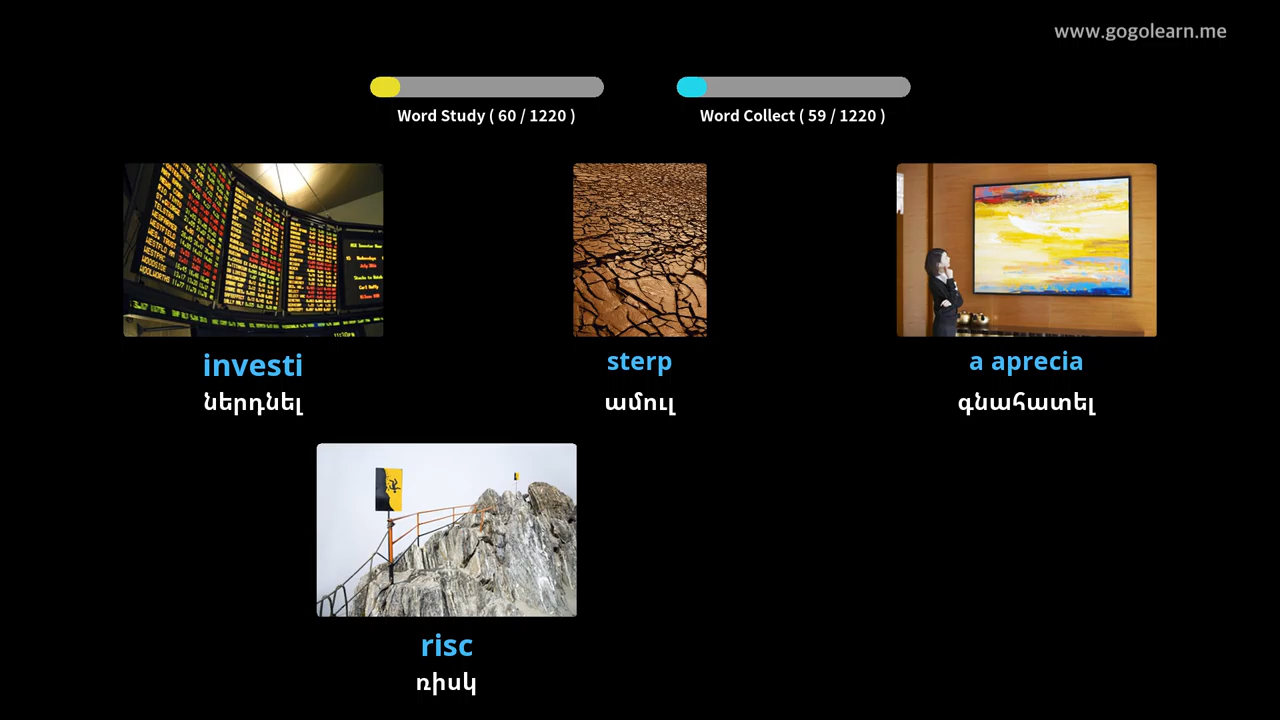 www.gogolearn.me
Word Study ( 60 / 1220 )
Word Collect ( 59 / 1220 )
investi
ներդնել
sterp
ամուլ
a aprecia
գնահատել
risc
ռիսկ